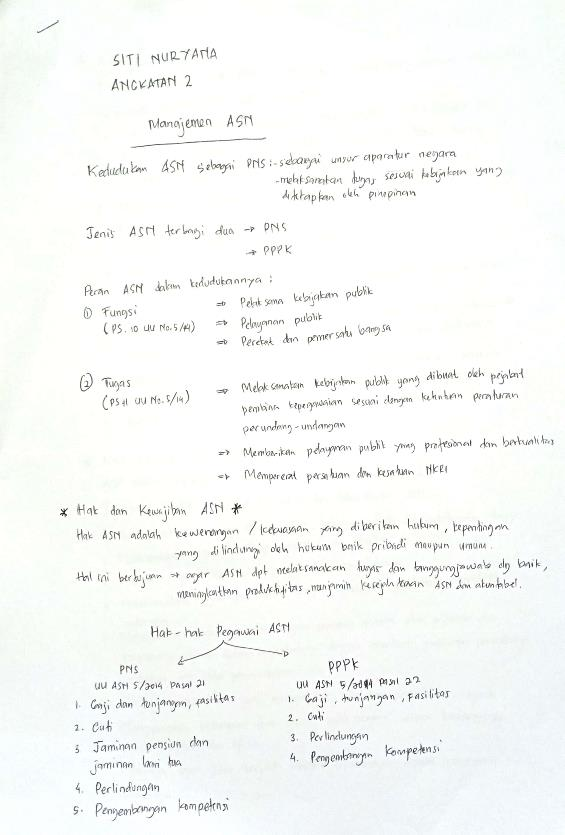 SITI NURYANA
ANGKATAN 2
Manajemen ASN
Kedudukan ASN sebagai PNS : - sebagai unsur aparatur negara
- melaksanakan tugas sesuai kebijakan yang
ditetapkan oleh pimpinan
Jenis ASN terbagi dua → PNS
→ PPPK
Peran ASN dalam kedudukannya :
① Fungsi ⇒ Pelaksana kebijakan publik
(PS. 10 UU No. 5/14) ⇒ Pelayanan publik
⇒ Perekat dan pemersatu bangsa
② Tugas ⇒ Melaksanakan kebijakan publik yang dibuat oleh pejabat
(PS 11 UU No. 5/14) pembina kepegawaian sesuai dengan ketentuan peraturan
perundang-undangan
⇒ Memberikan pelayanan publik yang profesional dan berkualitas
⇒ Mempererat persatuan dan kesatuan NKRI
* Hak dan Kewajiban ASN *
Hak ASN adalah kewenangan / kekuasaan yang diberikan hukum, kepentingan
yang dilindungi oleh hukum baik pribadi maupun umum.
Hal ini bertujuan → agar ASN dpt melaksanakan tugas dan tanggungjawab dg baik,
meningkatkan produktifitas, menjamin kesejahteraan ASN dan akuntabel.
Hak-hak Pegawai ASN
PNS PPPK
UU ASN 5/2014 Pasal 21 UU ASN 5/2014 Pasal 22
1. Gaji dan tunjangan, fasilitas 1. Gaji, tunjangan, Fasilitas
2. Cuti 2. Cuti
3 Jaminan pensiun dan 3. Perlindungan
jaminan hari tua 4. Pengembangan kompetensi
4. Perlindungan
5. Pengembangan kompetensi